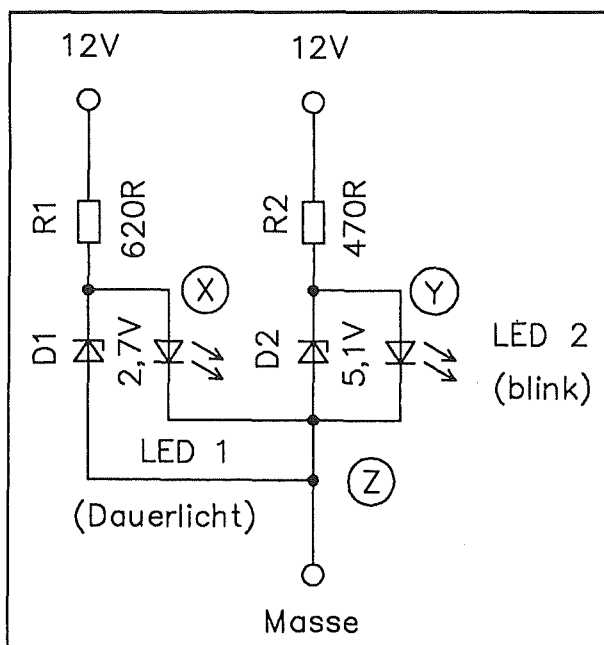 12V
12V
R1
620R
R2
470R
X
Y
D1
2,7V
D2
5,1V
LED 2
(blink)
LED 1
(Dauerlicht)
Z
Masse